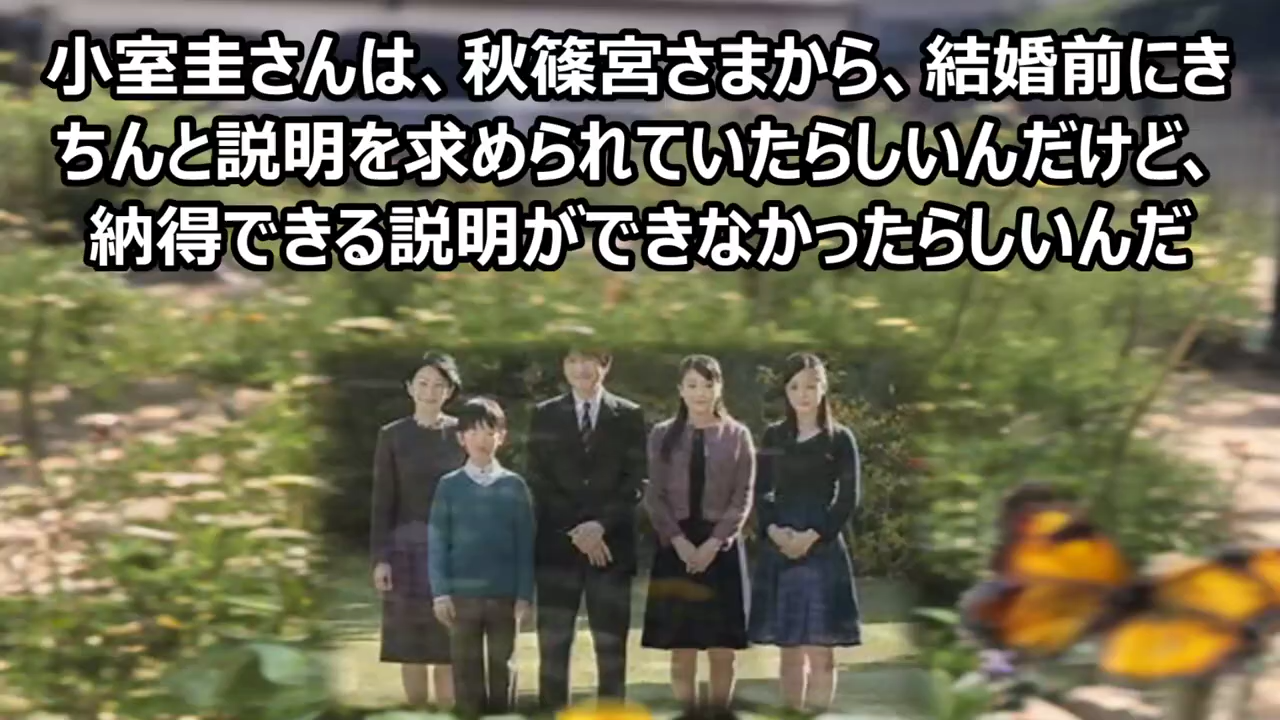 小室圭さんは、秋篠宮さまから、結婚前にき
ちんと説明を求められていたらしいんだけど、
納得できる説明ができなかったらしいんだ